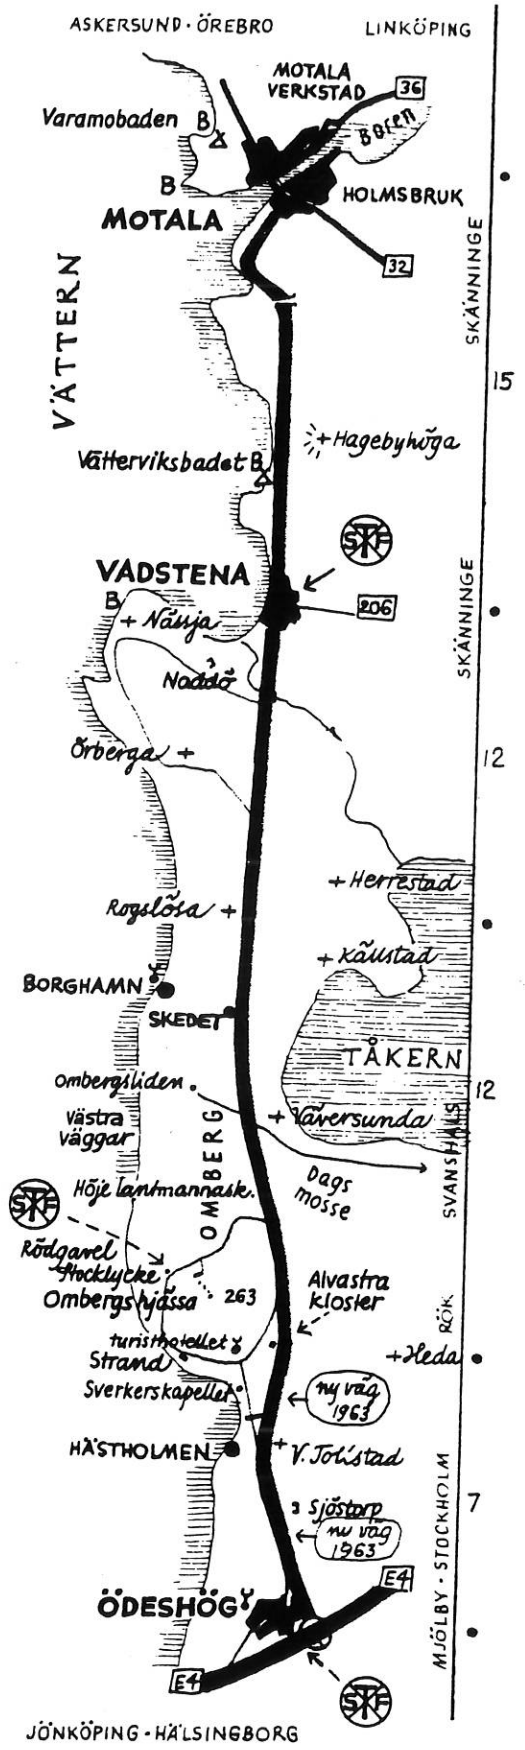 ASKERSUND · ÖREBRO
LINKÖPING
MOTALA
VERKSTAD
36
Boren
Varamobaden B
B
HOLMSBRUK
MOTALA
32
SKÄNNINGE
VÄTTERN
15
Hagebyhöga
Vätterviksbadet B
STF
VADSTENA
206
B
Nässja
SKÄNNINGE
Naddö
Örberga
12
Herrestad
Rogslösa
Källstad
BORGHAMN
SKEDET
TÅKERN
Ombergsliden
12
Västra
väggar
Väversunda
SVANSHALS
OMBERG
Dags
mosse
Höje lantmannask.
STF
Rödgavel
Stocklycke
Ombergs hjässa
263
Alvastra
kloster
RÖK
turisthotellet
Strand
Heda
Sverkerskapellet
ny väg
1963
HÄSTHOLMEN
V. Tollstad
7
Sjöstorp
ny väg
1963
MJÖLBY · STOCKHOLM
ÖDESHÖG
E4
E4
STF
JÖNKÖPING · HÄLSINGBORG